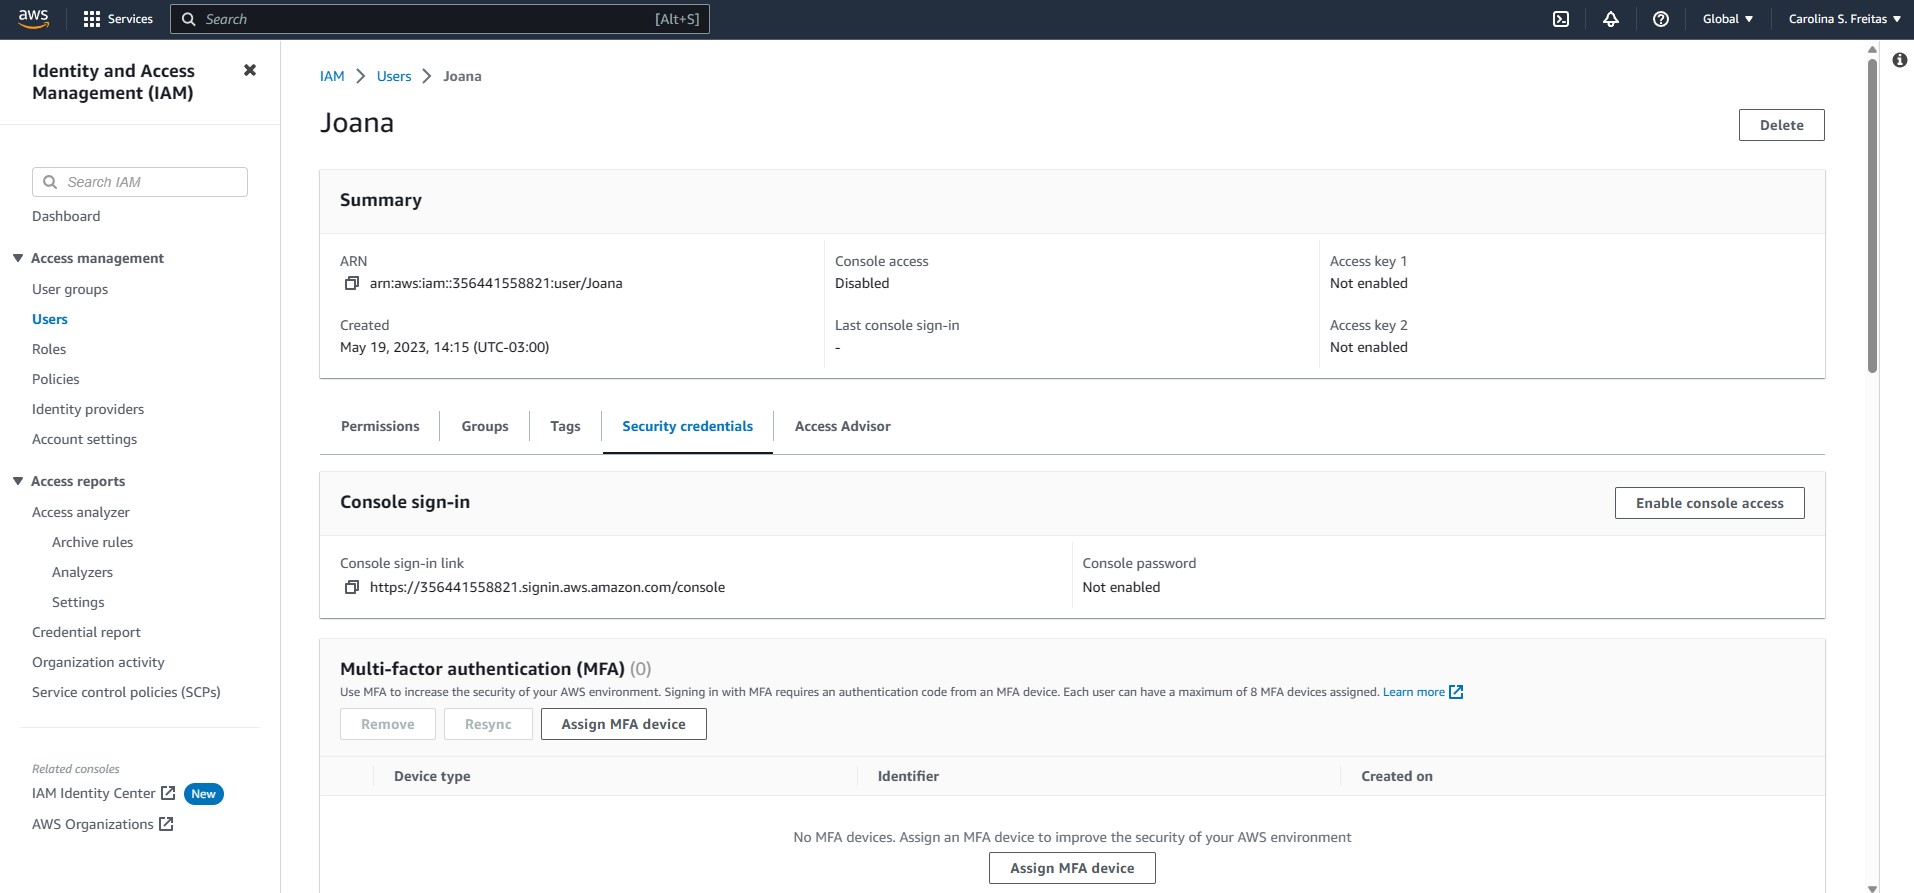 aws Services Search [Alt+S] Global Carolina S. Freitas
Identity and Access
Management (IAM)
Search IAM
Dashboard
Access management
User groups
Users
Roles
Policies
Identity providers
Account settings
Access reports
Access analyzer
Archive rules
Analyzers
Settings
Credential report
Organization activity
Service control policies (SCPs)
Related consoles
IAM Identity Center New
AWS Organizations
IAM Users Joana
Joana
Delete
Summary
ARN
arn:aws:iam::356441558821:user/Joana
Created
May 19, 2023, 14:15 (UTC-03:00)
Console access
Disabled
Last console sign-in
-
Access key 1
Not enabled
Access key 2
Not enabled
Permissions Groups Tags Security credentials Access Advisor
Console sign-in
Enable console access
Console sign-in link
https://356441558821.signin.aws.amazon.com/console
Console password
Not enabled
Multi-factor authentication (MFA) (0)
Use MFA to increase the security of your AWS environment. Signing in with MFA requires an authentication code from an MFA device. Each user can have a maximum of 8 MFA devices assigned. Learn more
Remove Resync Assign MFA device
Device type Identifier Created on
No MFA devices. Assign an MFA device to improve the security of your AWS environment
Assign MFA device